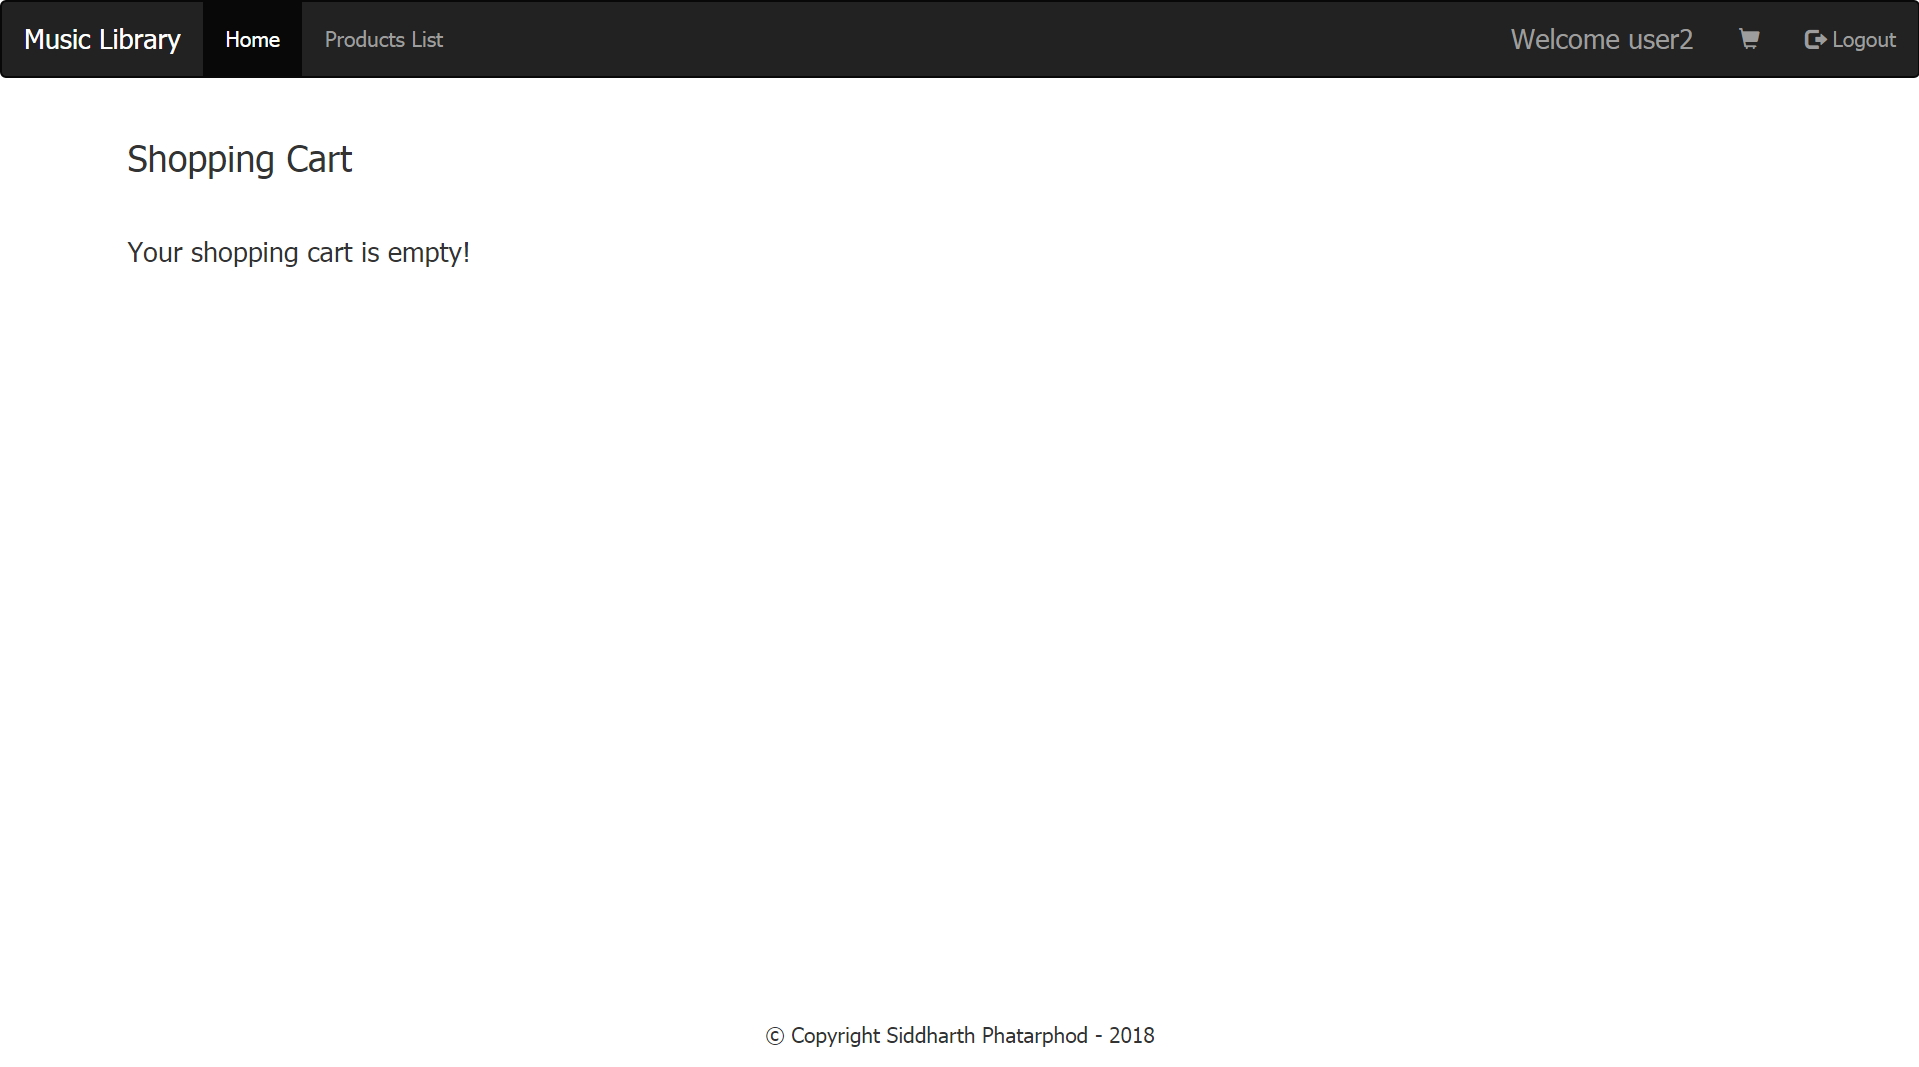 Music Library Home Products List Welcome user2 Logout
Shopping Cart
Your shopping cart is empty!
© Copyright Siddharth Phatarphod - 2018